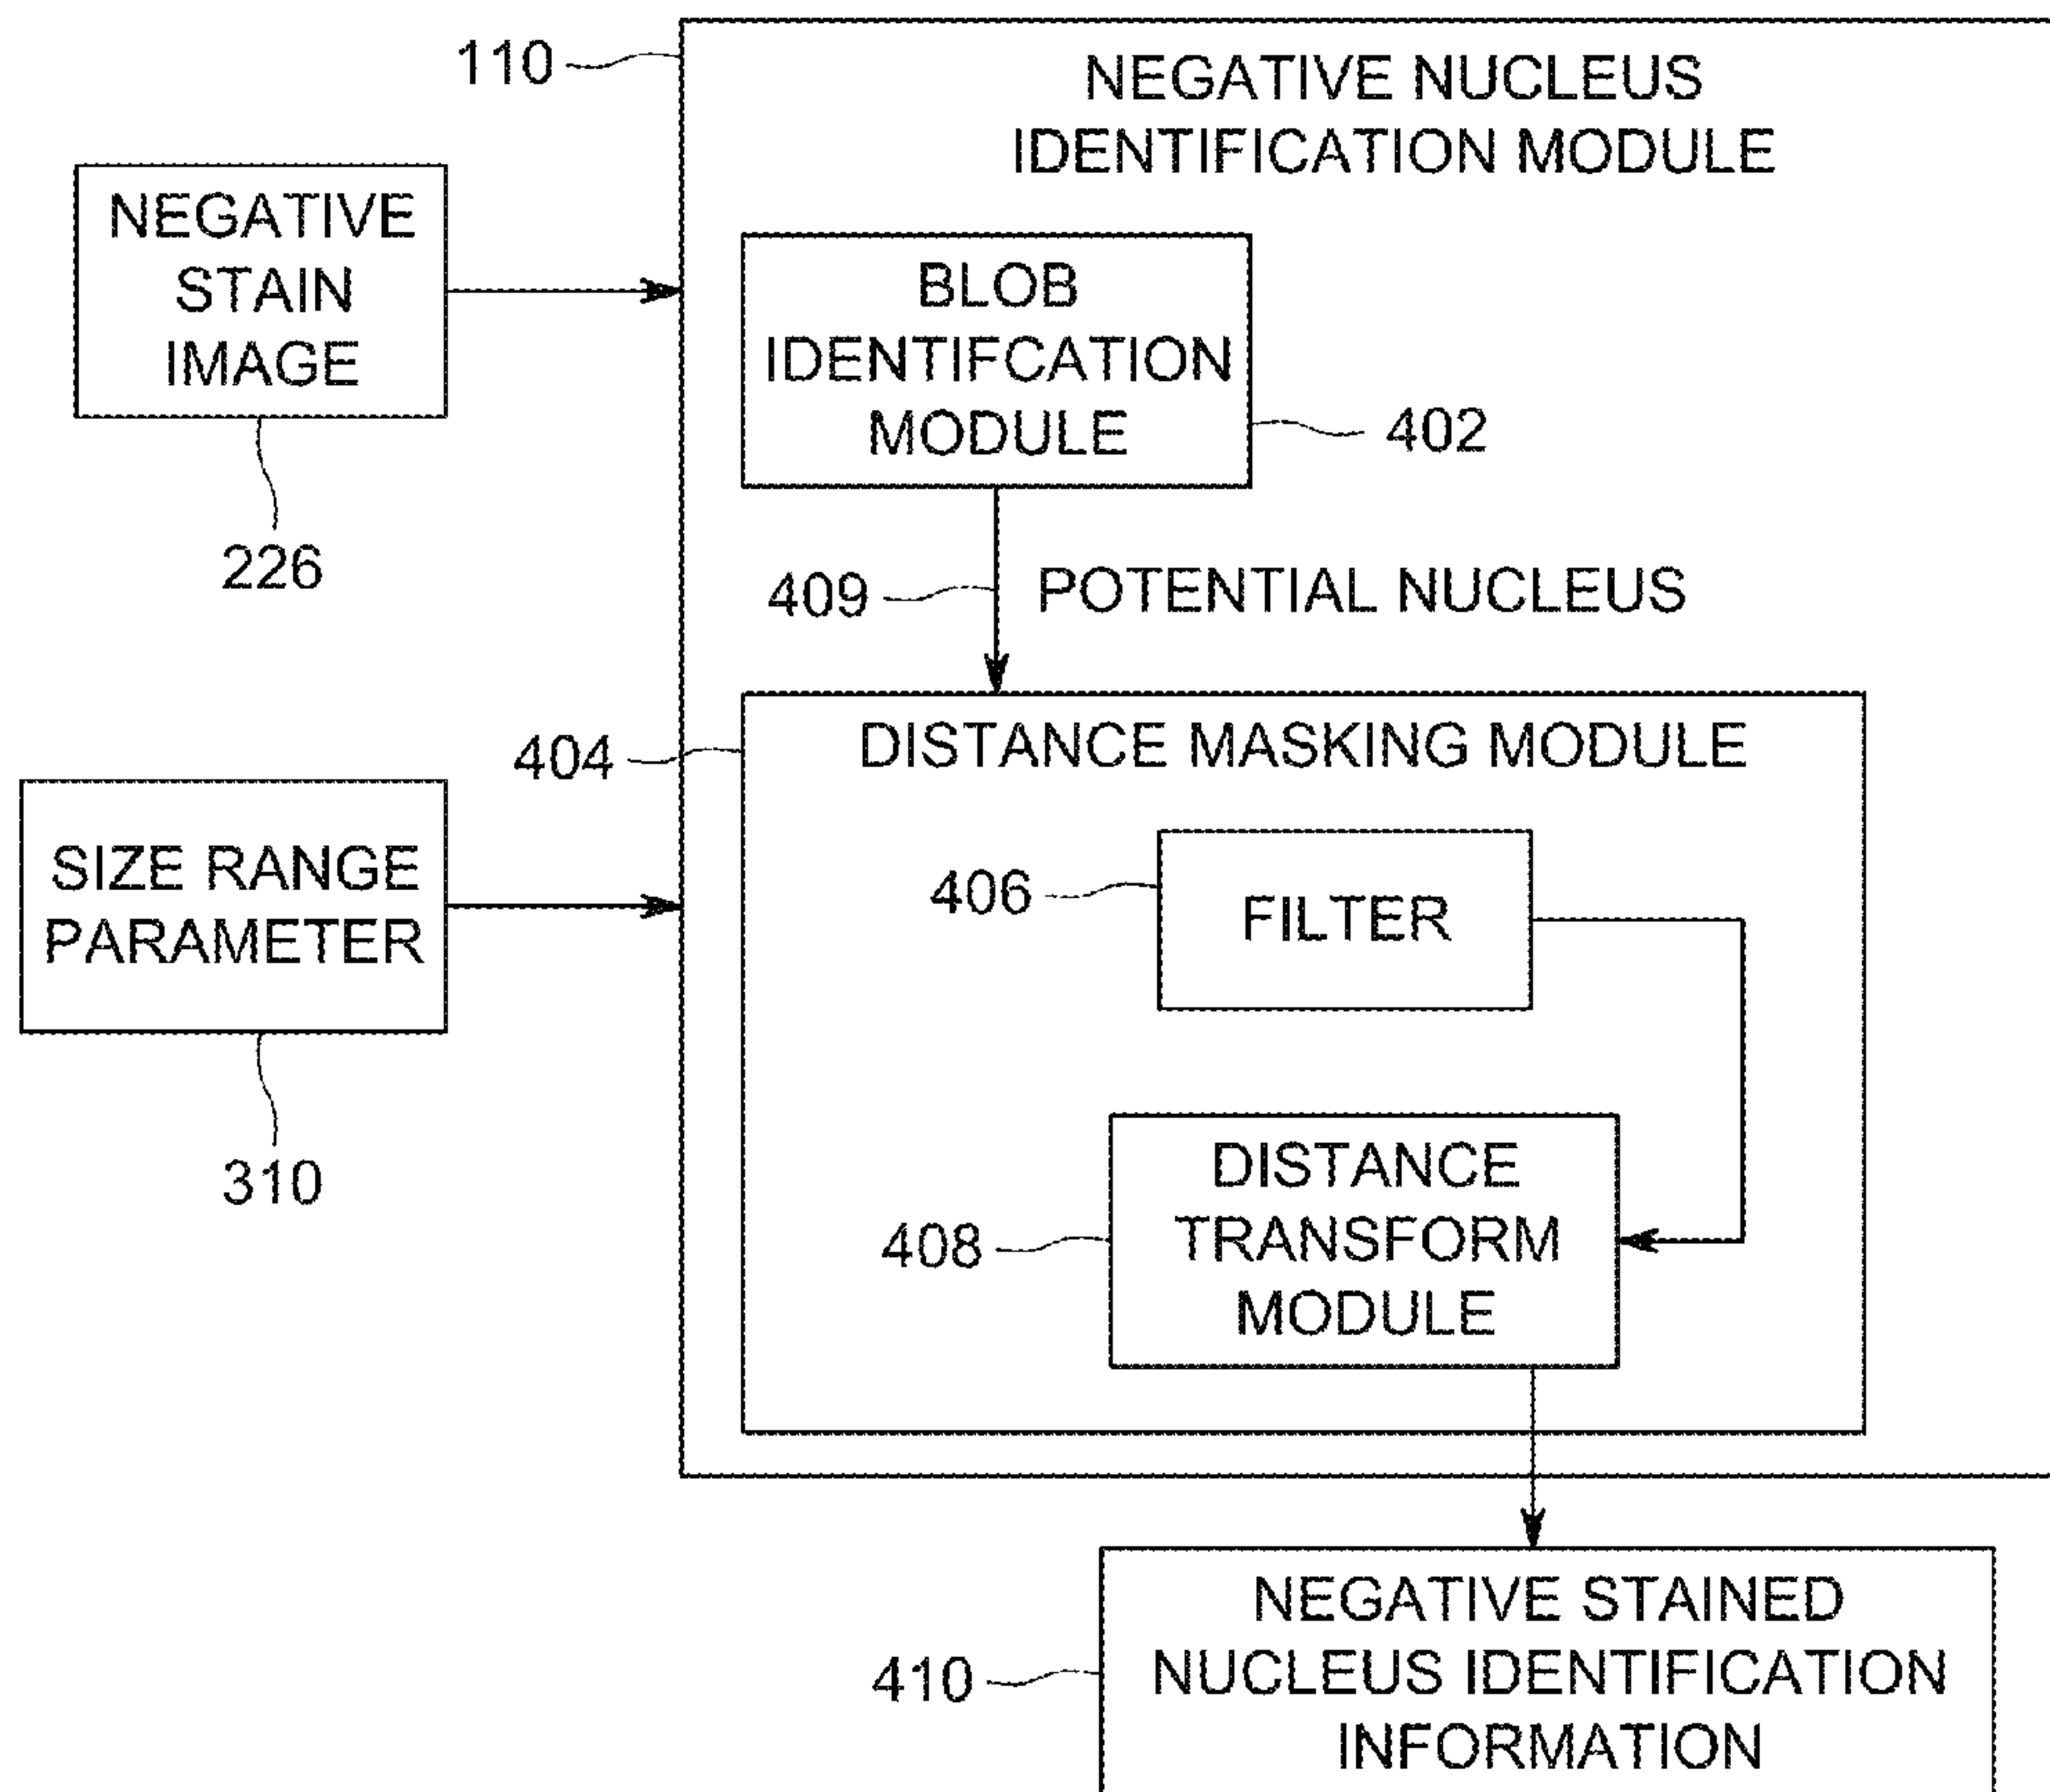 110
NEGATIVE NUCLEUS
IDENTIFICATION MODULE
NEGATIVE
STAIN
IMAGE
226
BLOB
IDENTIFCATION
MODULE
402
409
POTENTIAL NUCLEUS
404
DISTANCE MASKING MODULE
SIZE RANGE
PARAMETER
310
406
FILTER
408
DISTANCE
TRANSFORM
MODULE
410
NEGATIVE STAINED
NUCLEUS IDENTIFICATION
INFORMATION